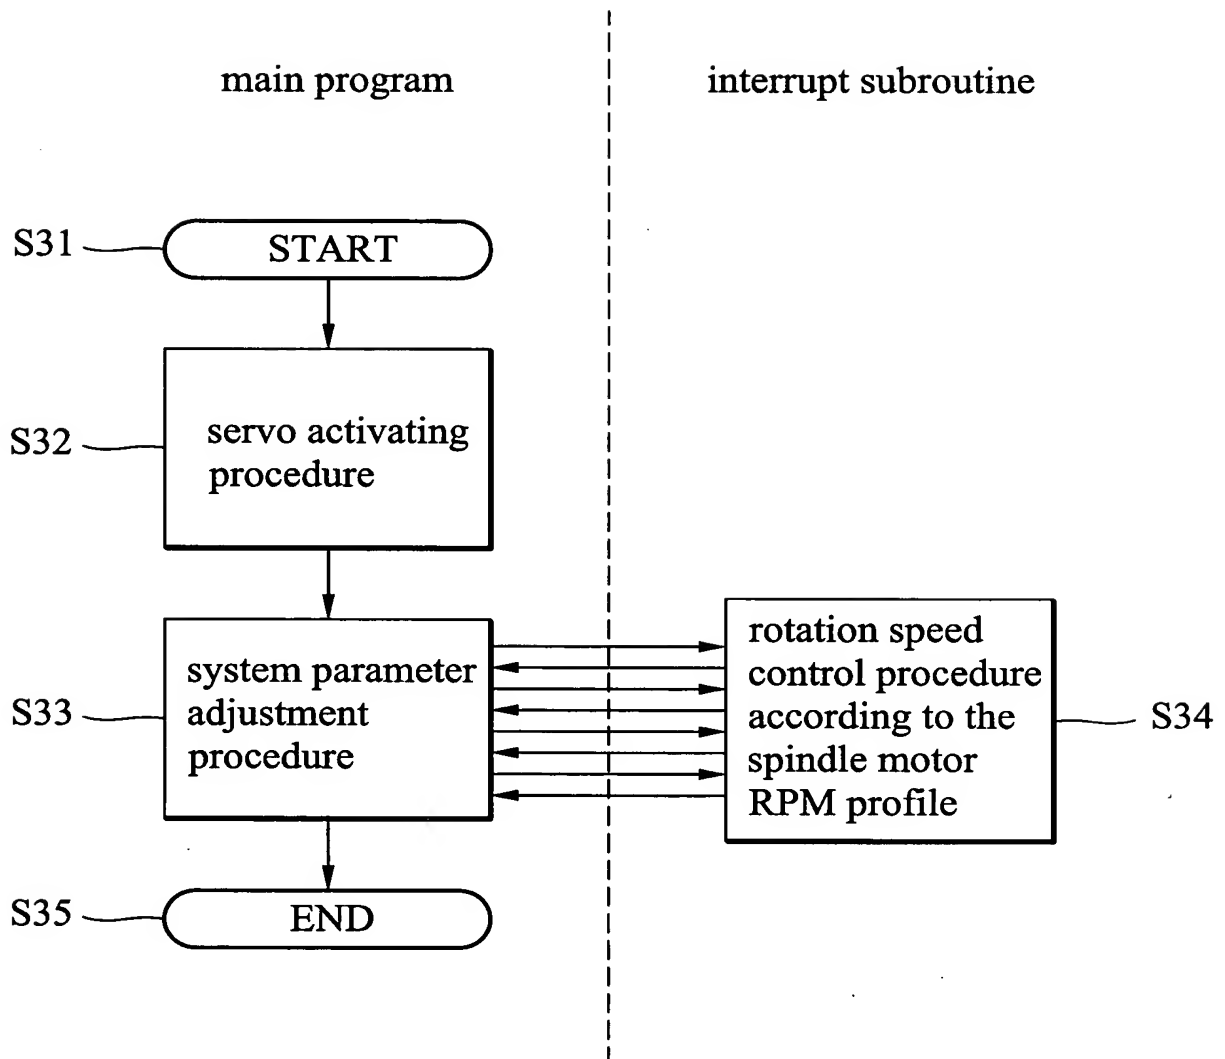 main program
interrupt subroutine
S31
START
S32
servo activating
procedure
S33
system parameter
adjustment
procedure
rotation speed
control procedure
according to the
spindle motor
RPM profile
S34
S35
END